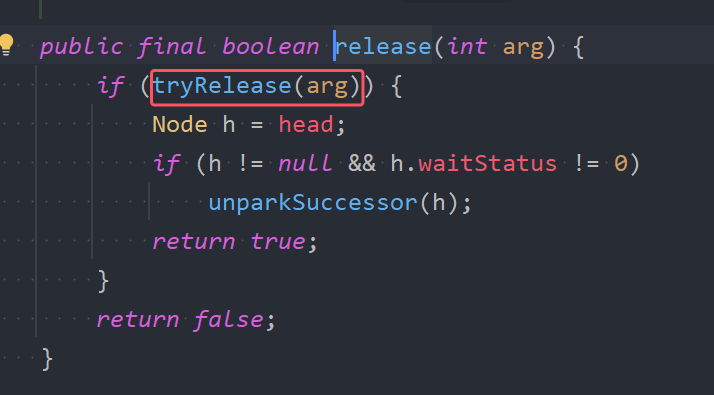 public final boolean release(int arg) {
if (tryRelease(arg)) {
Node h = head;
if (h != null && h.waitStatus != 0)
unparkSuccessor(h);
return true;
}
return false;
}